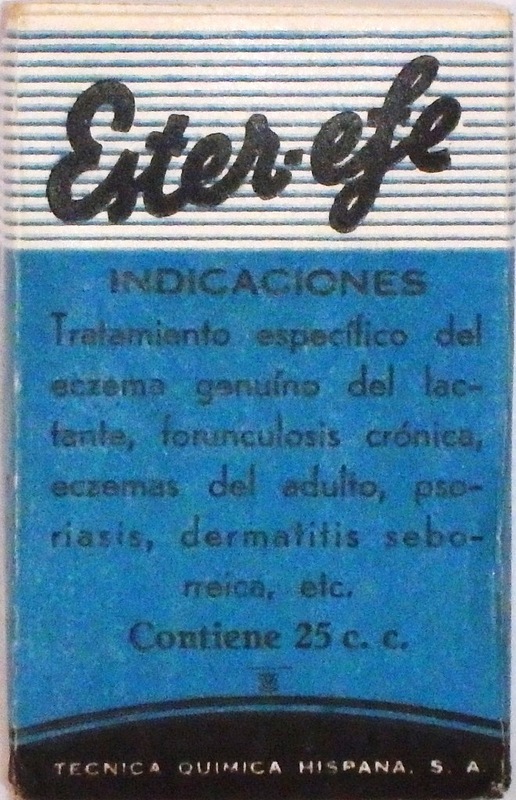 Ester-efe
INDICACIONES
Tratamiento específico del
eczema genuíno del lac-
tante, forunculosis crónica,
eczemas del adulto, pso-
riasis, dermatitis sebo-
rreica, etc.
Contiene 25 c. c.
TECNICA QUIMICA HISPANA, S. A.